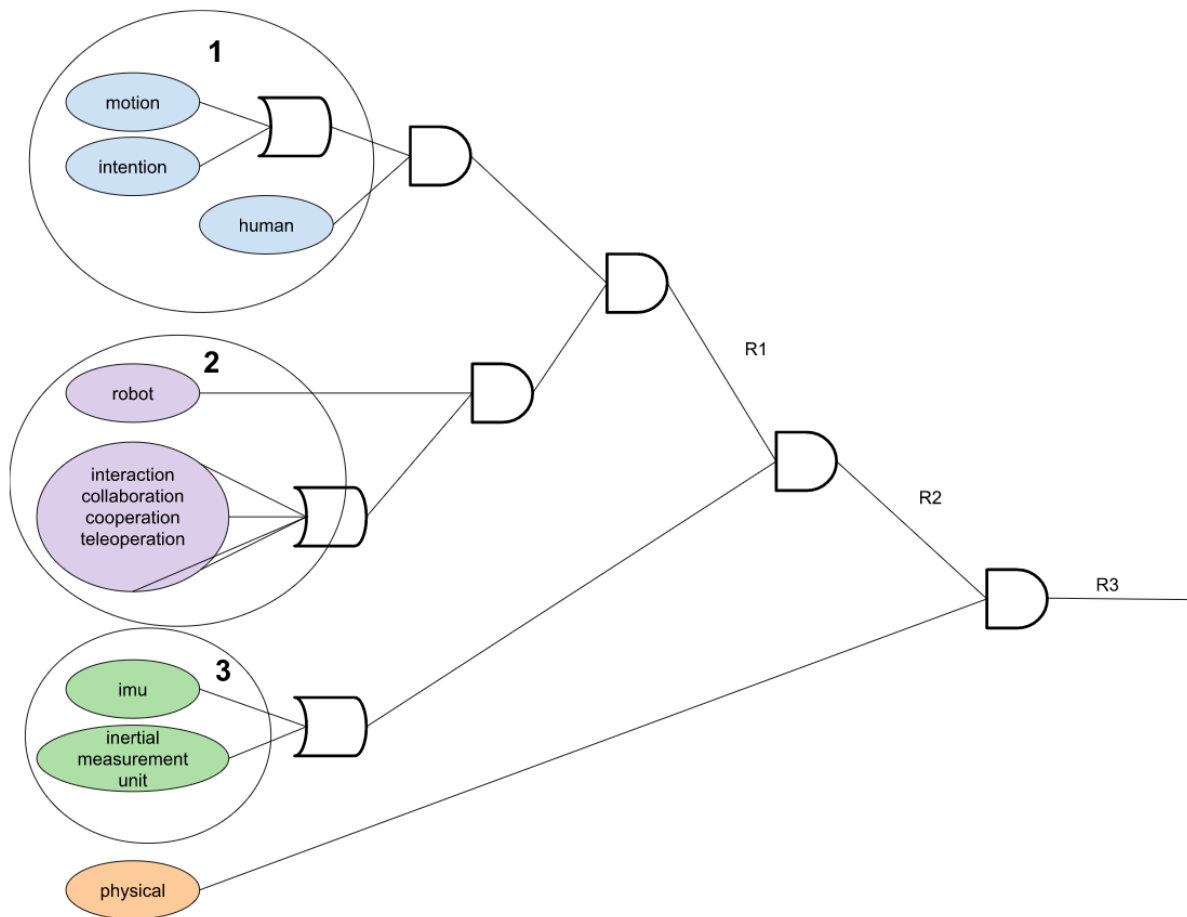 1
motion
intention
human
2
robot
interaction
collaboration
cooperation
teleoperation
3
imu
inertial
measurement
unit
physical
R1
R2
R3